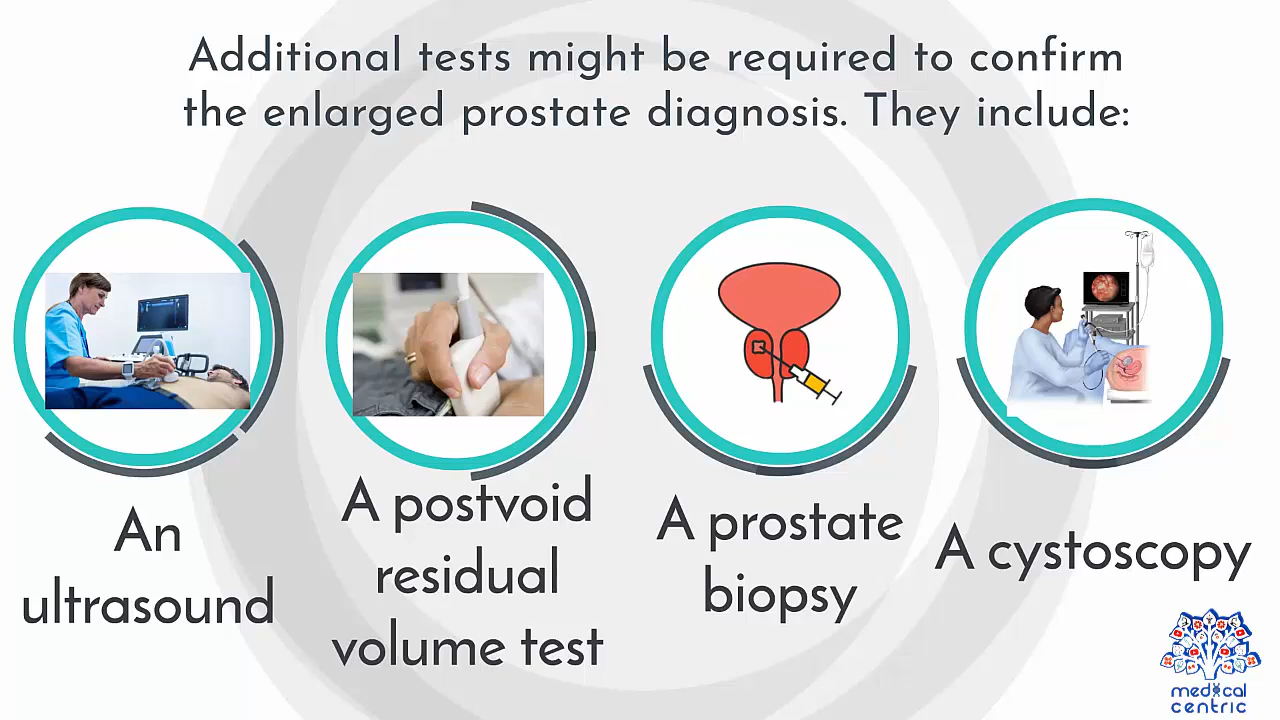 Additional tests might be required to confirm
the enlarged prostate diagnosis. They include:
An
ultrasound
A postvoid
residual
volume test
A prostate
biopsy
A cystoscopy
medical
centric